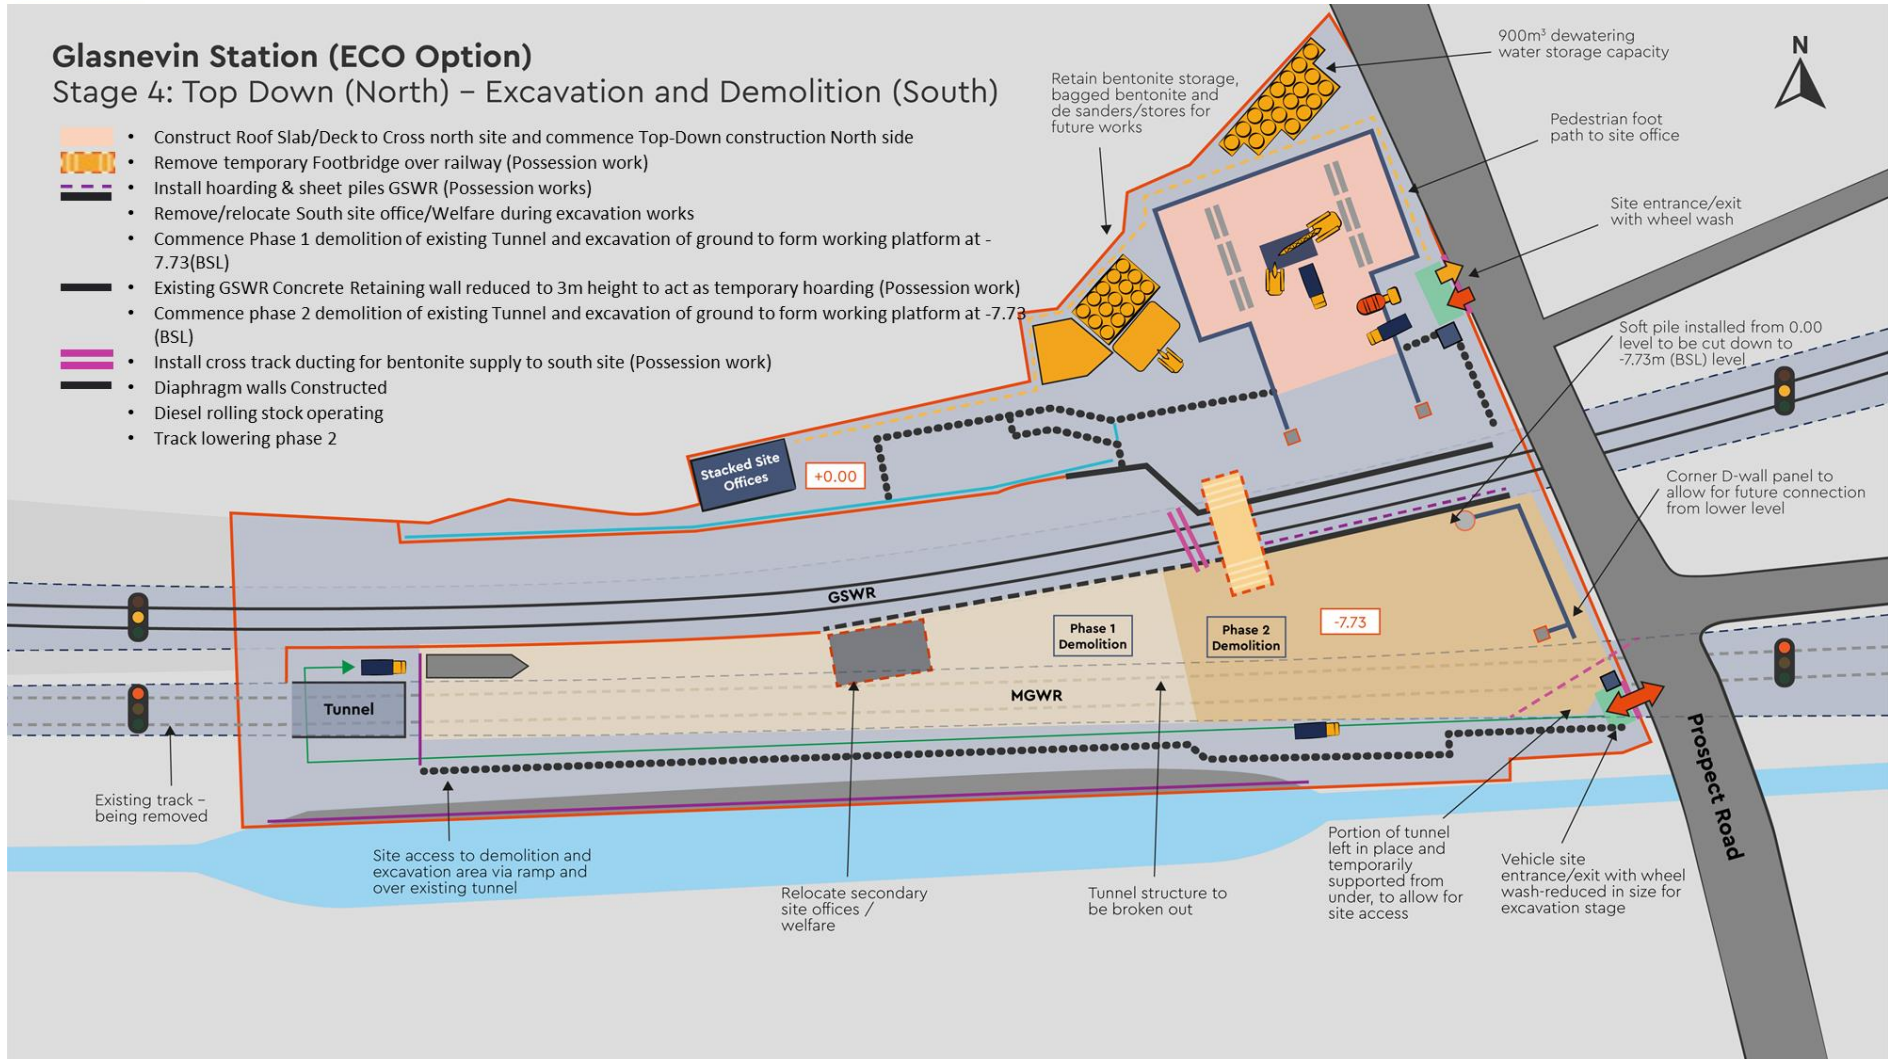 Glasnevin Station (ECO Option)
Stage 4: Top Down (North) – Excavation and Demolition (South)
• Construct Roof Slab/Deck to Cross north site and commence Top-Down construction North side
• Remove temporary Footbridge over railway (Possession work)
• Install hoarding & sheet piles GSWR (Possession works)
• Remove/relocate South site office/Welfare during excavation works
• Commence Phase 1 demolition of existing Tunnel and excavation of ground to form working platform at -
7.73(BSL)
• Existing GSWR Concrete Retaining wall reduced to 3m height to act as temporary hoarding (Possession work)
• Commence phase 2 demolition of existing Tunnel and excavation of ground to form working platform at -7.73
(BSL)
• Install cross track ducting for bentonite supply to south site (Possession work)
• Diaphragm walls Constructed
• Diesel rolling stock operating
• Track lowering phase 2
Retain bentonite storage,
bagged bentonite and
de sanders/stores for
future works
900m³ dewatering
water storage capacity
N
Pedestrian foot
path to site office
Site entrance/exit
with wheel wash
Soft pile installed from 0.00
level to be cut down to
-7.73m (BSL) level
Corner D-wall panel to
allow for future connection
from lower level
Stacked Site
Offices
+0.00
GSWR
Phase 1
Demolition
Phase 2
Demolition
-7.73
MGWR
Tunnel
Prospect Road
Existing track –
being removed
Site access to demolition and
excavation area via ramp and
over existing tunnel
Relocate secondary
site offices /
welfare
Tunnel structure to
be broken out
Portion of tunnel
left in place and
temporarily
supported from
under, to allow for
site access
Vehicle site
entrance/exit with wheel
wash-reduced in size for
excavation stage